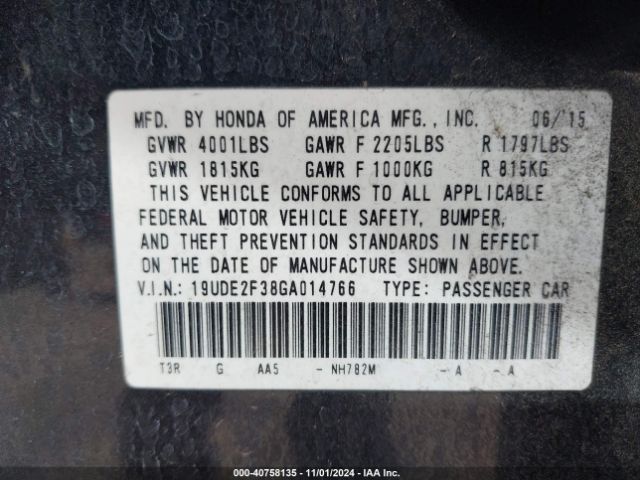 MFD. BY HONDA OF AMERICA MFG., INC. 06/'15
GVWR 4001LBS GAWR F 2205LBS R 1797LBS
GVWR 1815KG GAWR F 1000KG R 815KG
THIS VEHICLE CONFORMS TO ALL APPLICABLE
FEDERAL MOTOR VEHICLE SAFETY, BUMPER,
AND THEFT PREVENTION STANDARDS IN EFFECT
ON THE DATE OF MANUFACTURE SHOWN ABOVE.
V.I.N.: 19UDE2F38GA014766 TYPE: PASSENGER CAR
T3R G AA5 - NH782M - A - A
000-40758135 - 11/01/2024 - IAA Inc.